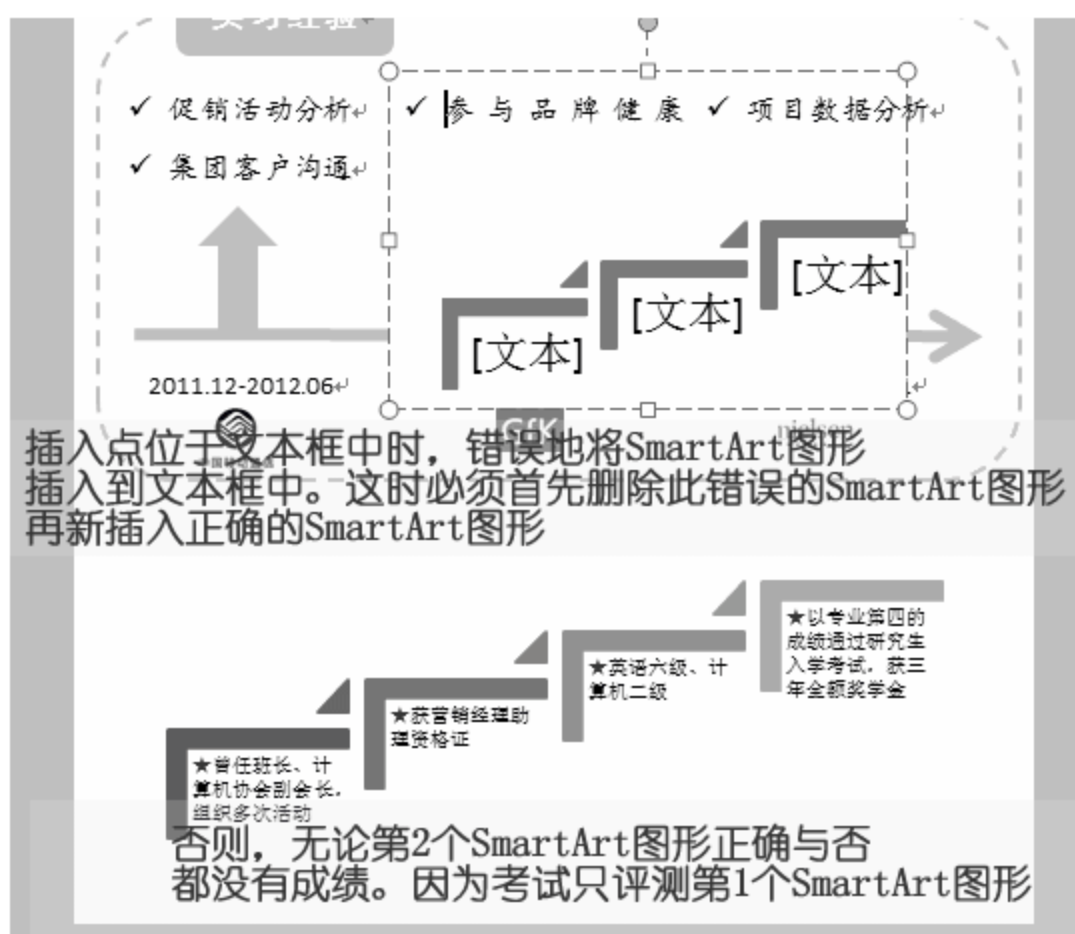 实习经验
✓ 促销活动分析
✓ 参与品牌健康 ✓ 项目数据分析
✓ 集团客户沟通
[文本]
[文本]
[文本]
2011.12-2012.06
GfK
nielsen
插入点位于文本框中时，错误地将SmartArt图形
插入到文本框中。这时必须首先删除此错误的SmartArt图形
再新插入正确的SmartArt图形
★以专业第四的
成绩通过研究生
入学考试，获三
年全额奖学金
★英语六级、计
算机二级
★获营销经理助
理资格证
★曾任班长、计
算机协会副会长，
组织多次活动
否则，无论第2个SmartArt图形正确与否
都没有成绩。因为考试只评测第1个SmartArt图形